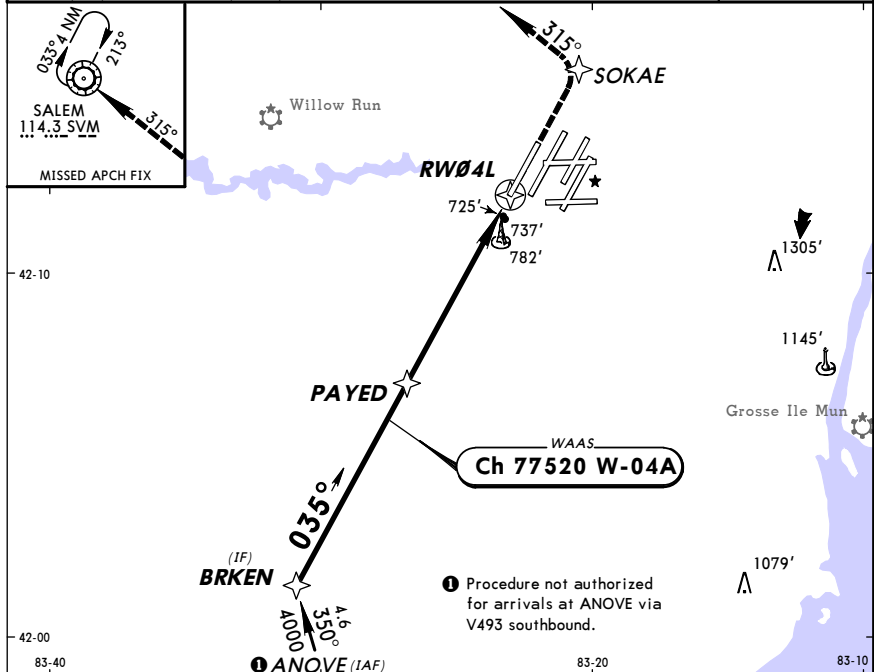 033° 4 NM
213°
SALEM
114.3 SVM
315°
MISSED APCH FIX
315°
SOKAE
Willow Run
RWØ4L
725'
737'
782'
42-10
1305'
1145'
Grosse Ile Mun
PAYED
WAAS
Ch 77520 W-04A
035°
(IF)
BRKEN
4.6
350°
4000
1 Procedure not authorized
for arrivals at ANOVE via
V493 southbound.
1079'
42-00
83-40
1 ANOVE (IAF)
83-20
83-10